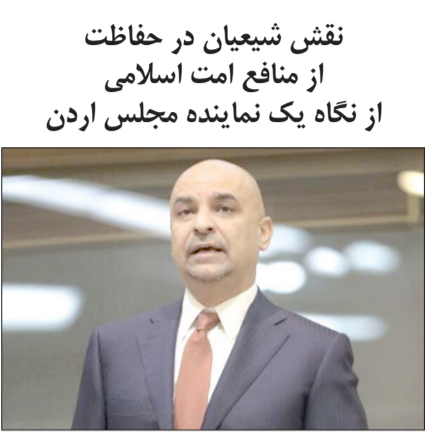 نقش شیعیان در حفاظت
از منافع امت اسلامی
از نگاه یک نماینده مجلس اردن